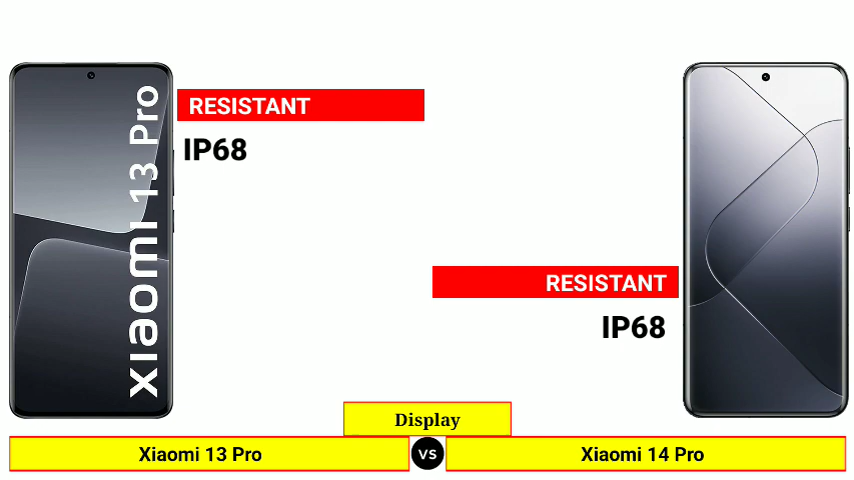 Xiaomi 13 Pro
RESISTANT
IP68
RESISTANT
IP68
Display
Xiaomi 13 Pro
VS
Xiaomi 14 Pro